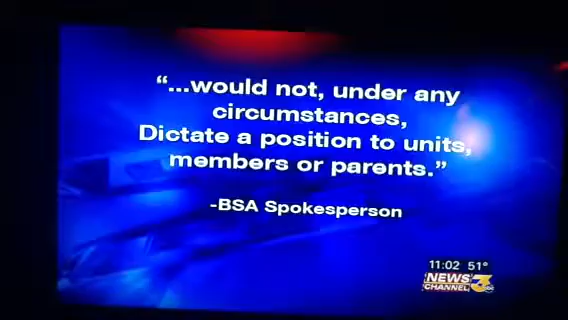 “...would not, under any
circumstances,
Dictate a position to units,
members or parents.”
-BSA Spokesperson
11:02 51°
NEWS 3
CHANNEL abc